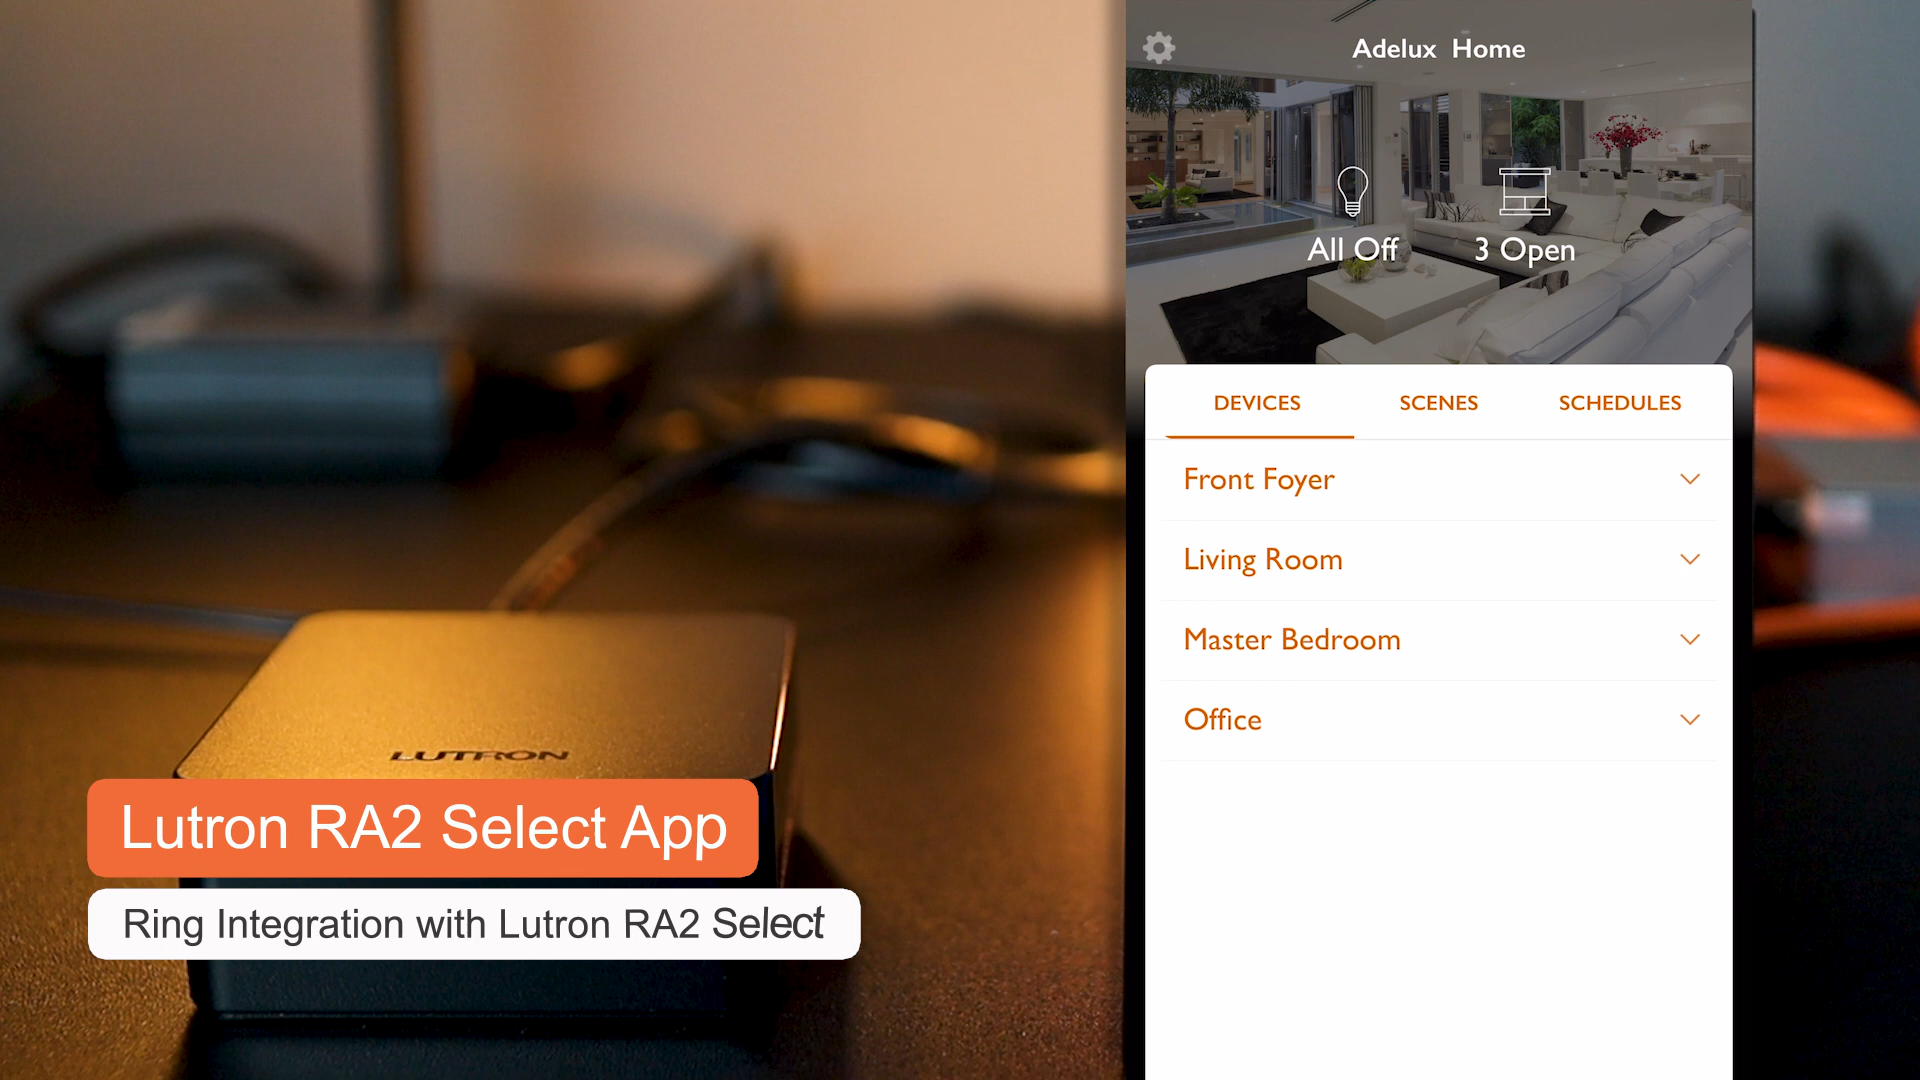 LUTRON
Lutron RA2 Select App
Ring Integration with Lutron RA2 Select
Adelux Home
All Off
3 Open
DEVICES
SCENES
SCHEDULES
Front Foyer
Living Room
Master Bedroom
Office